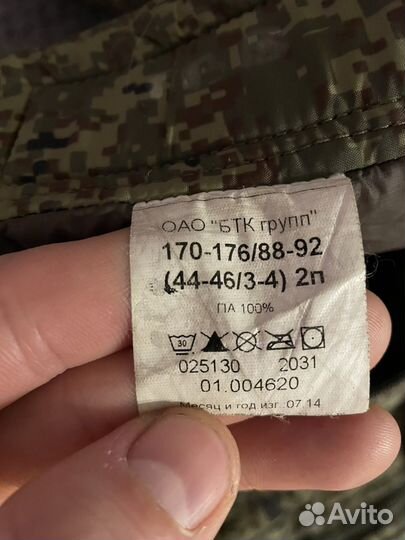 ОАО "БТК групп"
170-176/88-92
(44-46/3-4) 2п
ПА 100%
30
025130 2031
01.004620
Месяц и год изг. 07 14
Avito